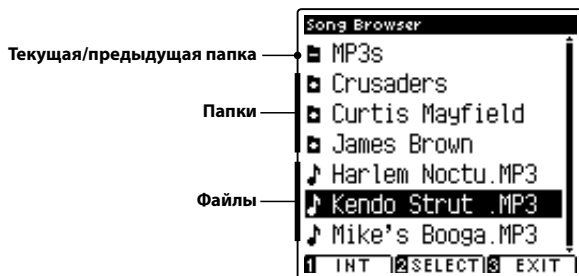 Song Browser
Текущая/предыдущая папка
MP3s
Папки
Crusaders
Curtis Mayfield
James Brown
Файлы
Harlem Noctu.MP3
Kendo Strut .MP3
Mike's Booga.MP3
1 INT 2 SELECT 3 EXIT